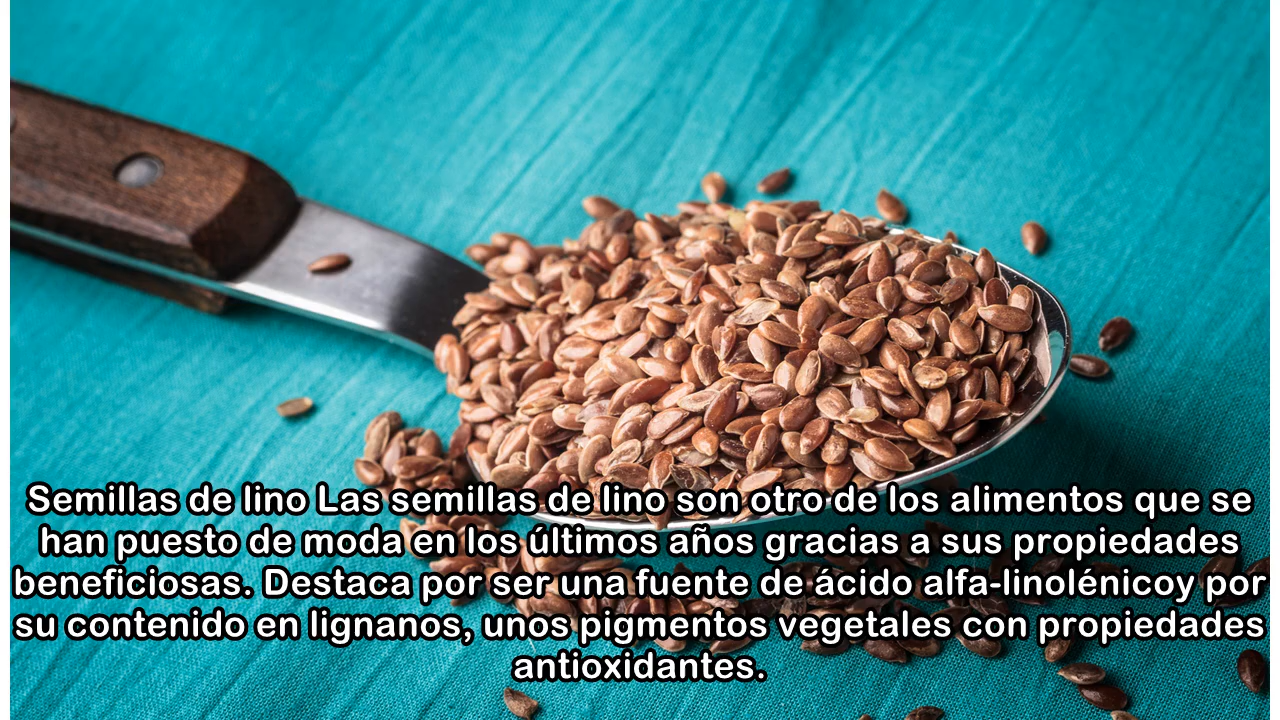 Semillas de lino Las semillas de lino son otro de los alimentos que se
han puesto de moda en los últimos años gracias a sus propiedades
beneficiosas. Destaca por ser una fuente de ácido alfa-linolénicoy por
su contenido en lignanos, unos pigmentos vegetales con propiedades
antioxidantes.